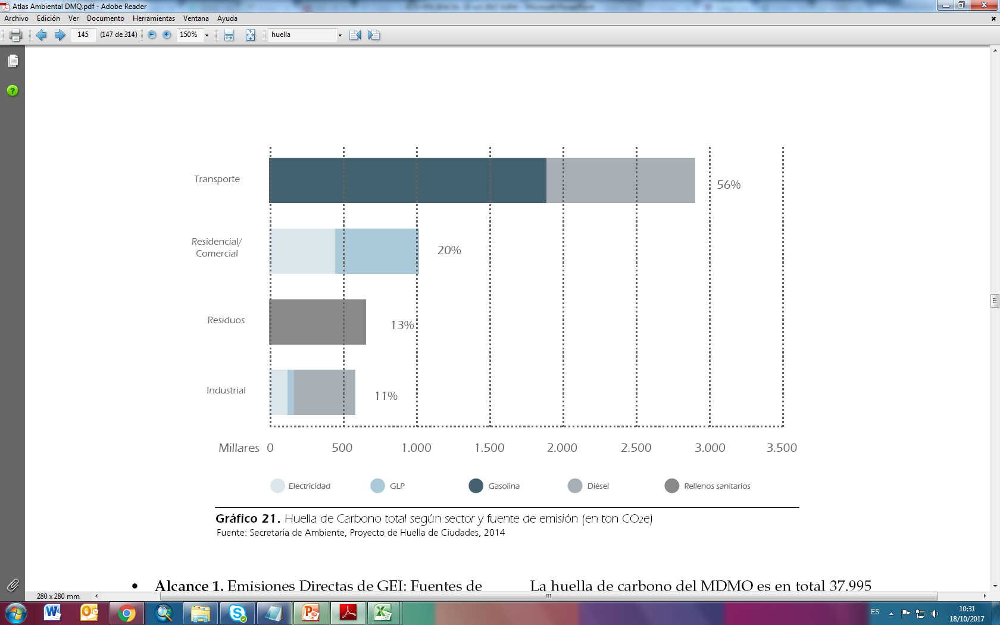 Atlas Ambiental DMQ.pdf - Adobe Reader
Archivo Edición Ver Documento Herramientas Ventana Ayuda
145 (147 de 314) 150% huella
Transporte
56%
Residencial/
Comercial
20%
Residuos
13%
Industrial
11%
Millares 0 500 1.000 1.500 2.000 2.500 3.000 3.500
Electricidad GLP Gasolina Diésel Rellenos sanitarios
Gráfico 21. Huella de Carbono total según sector y fuente de emisión (en ton CO2e)
Fuente: Secretaría de Ambiente, Proyecto de Huella de Ciudades, 2014
• Alcance 1. Emisiones Directas de GEI: Fuentes de
La huella de carbono del MDMQ es en total 37.995
280 x 280 mm
ES
10:31
18/10/2017